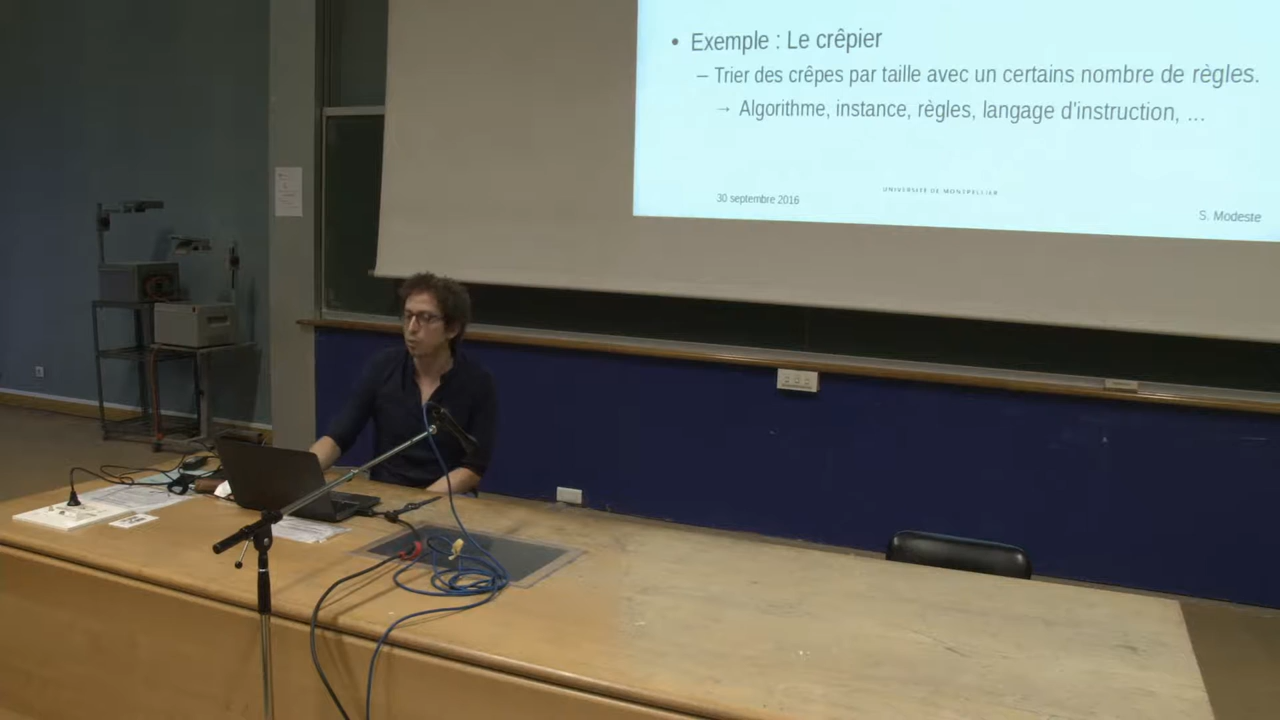 • Exemple : Le crêpier
– Trier des crêpes par taille avec un certains nombre de règles.
→ Algorithme, instance, règles, langage d'instruction, ...
30 septembre 2016
UNIVERSITÉ DE MONTPELLIER
S. Modeste